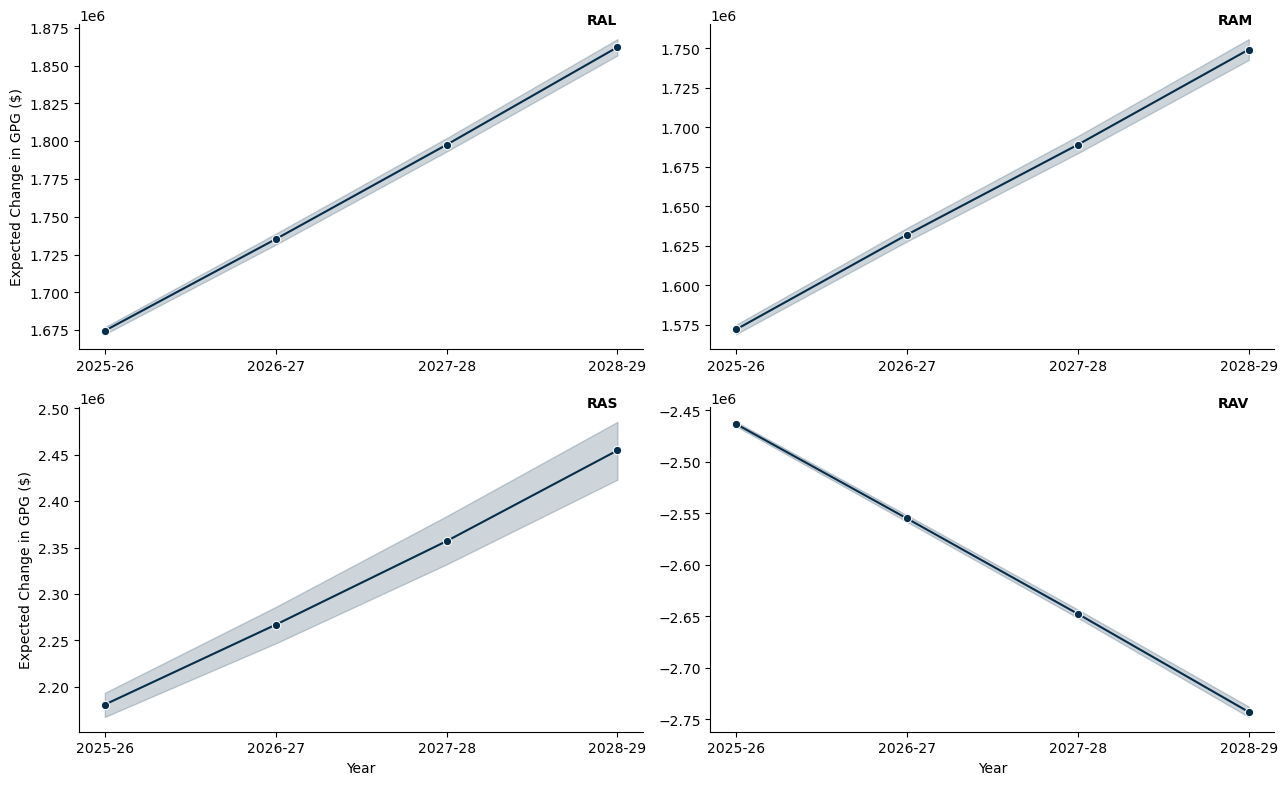 1e6
RAL
1.875
1.850
1.825
1.800
1.775
1.750
1.725
1.700
1.675
Expected Change in GPG ($)
2025-26 2026-27 2027-28 2028-29
1e6
RAM
1.750
1.725
1.700
1.675
1.650
1.625
1.600
1.575
2025-26 2026-27 2027-28 2028-29
1e6
RAS
2.50
2.45
2.40
2.35
2.30
2.25
2.20
Expected Change in GPG ($)
2025-26 2026-27 2027-28 2028-29
Year
1e6
RAV
−2.45
−2.50
−2.55
−2.60
−2.65
−2.70
−2.75
2025-26 2026-27 2027-28 2028-29
Year